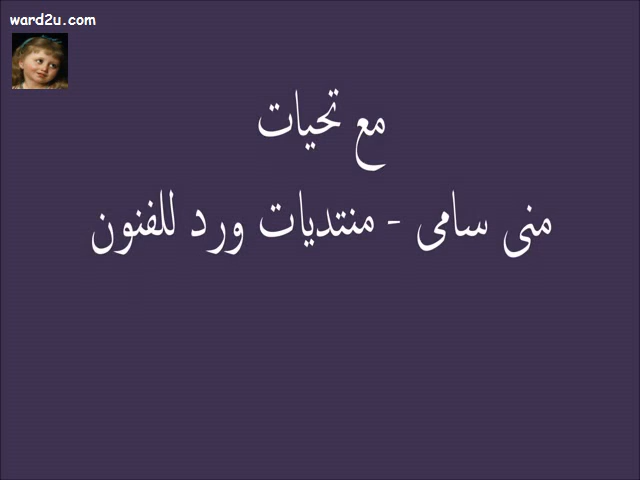 ward2u.com
مع تحيات
منى سامى - منتديات ورد للفنون